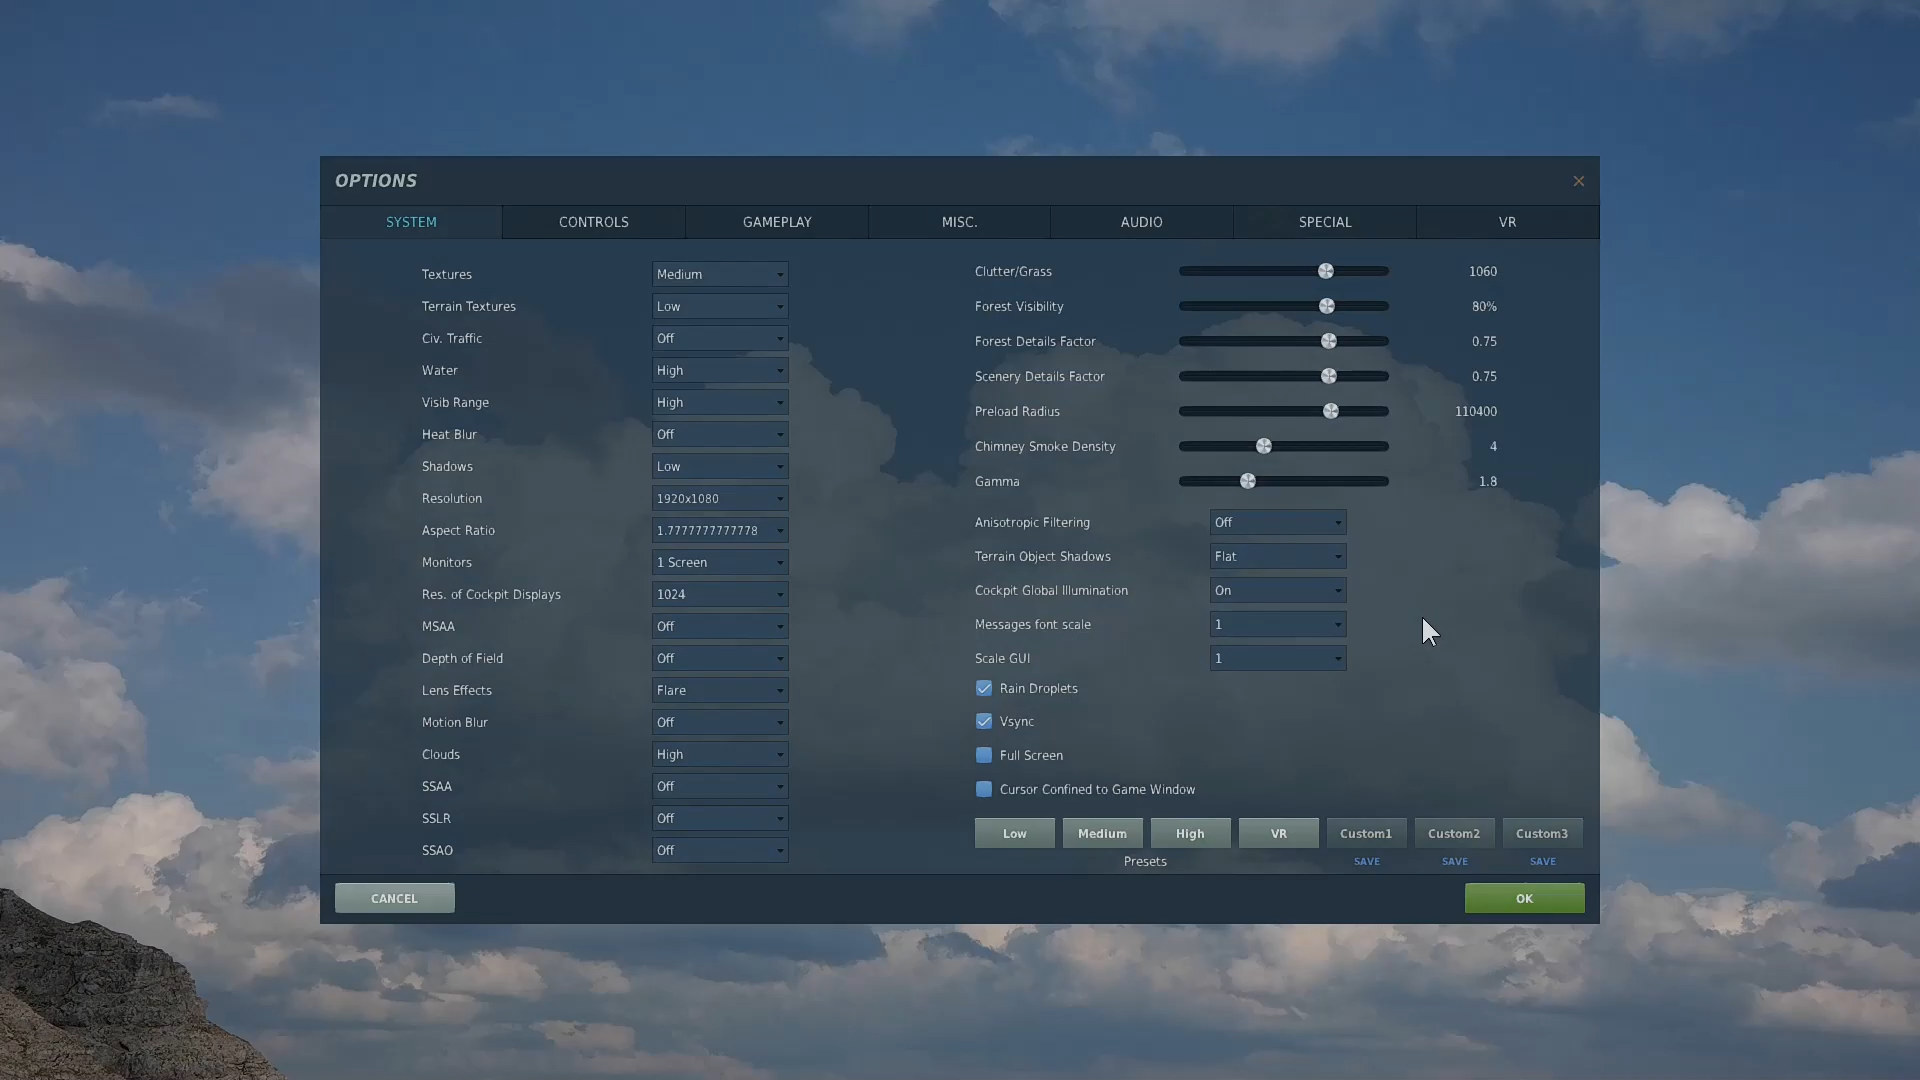 OPTIONS
SYSTEM CONTROLS GAMEPLAY MISC. AUDIO SPECIAL VR
Textures Medium
Terrain Textures Low
Civ. Traffic Off
Water High
Visib Range High
Heat Blur Off
Shadows Low
Resolution 1920x1080
Aspect Ratio 1.7777777777778
Monitors 1 Screen
Res. of Cockpit Displays 1024
MSAA Off
Depth of Field Off
Lens Effects Flare
Motion Blur Off
Clouds High
SSAA Off
SSLR Off
SSAO Off
Clutter/Grass 1060
Forest Visibility 80%
Forest Details Factor 0.75
Scenery Details Factor 0.75
Preload Radius 110400
Chimney Smoke Density 4
Gamma 1.8
Anisotropic Filtering Off
Terrain Object Shadows Flat
Cockpit Global Illumination On
Messages font scale 1
Scale GUI 1
Rain Droplets
Vsync
Full Screen
Cursor Confined to Game Window
Low Medium High VR Custom1 Custom2 Custom3
Presets SAVE SAVE SAVE
CANCEL OK